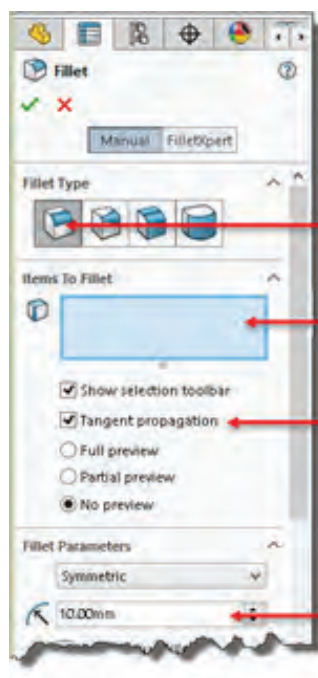 Fillet
Manual FilletXpert
Fillet Type
Items To Fillet
Show selection toolbar
Tangent propagation
Full preview
Partial preview
No preview
Fillet Parameters
Symmetric
10.00mm